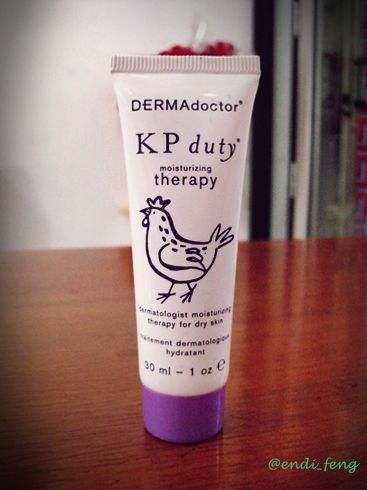 DERMAdoctor®
KP duty®
moisturizing
therapy
dermatologist moisturizing
therapy for dry skin
traitement dermatologique
hydratant
30 ml – 1 oz ℮
@endi_feng